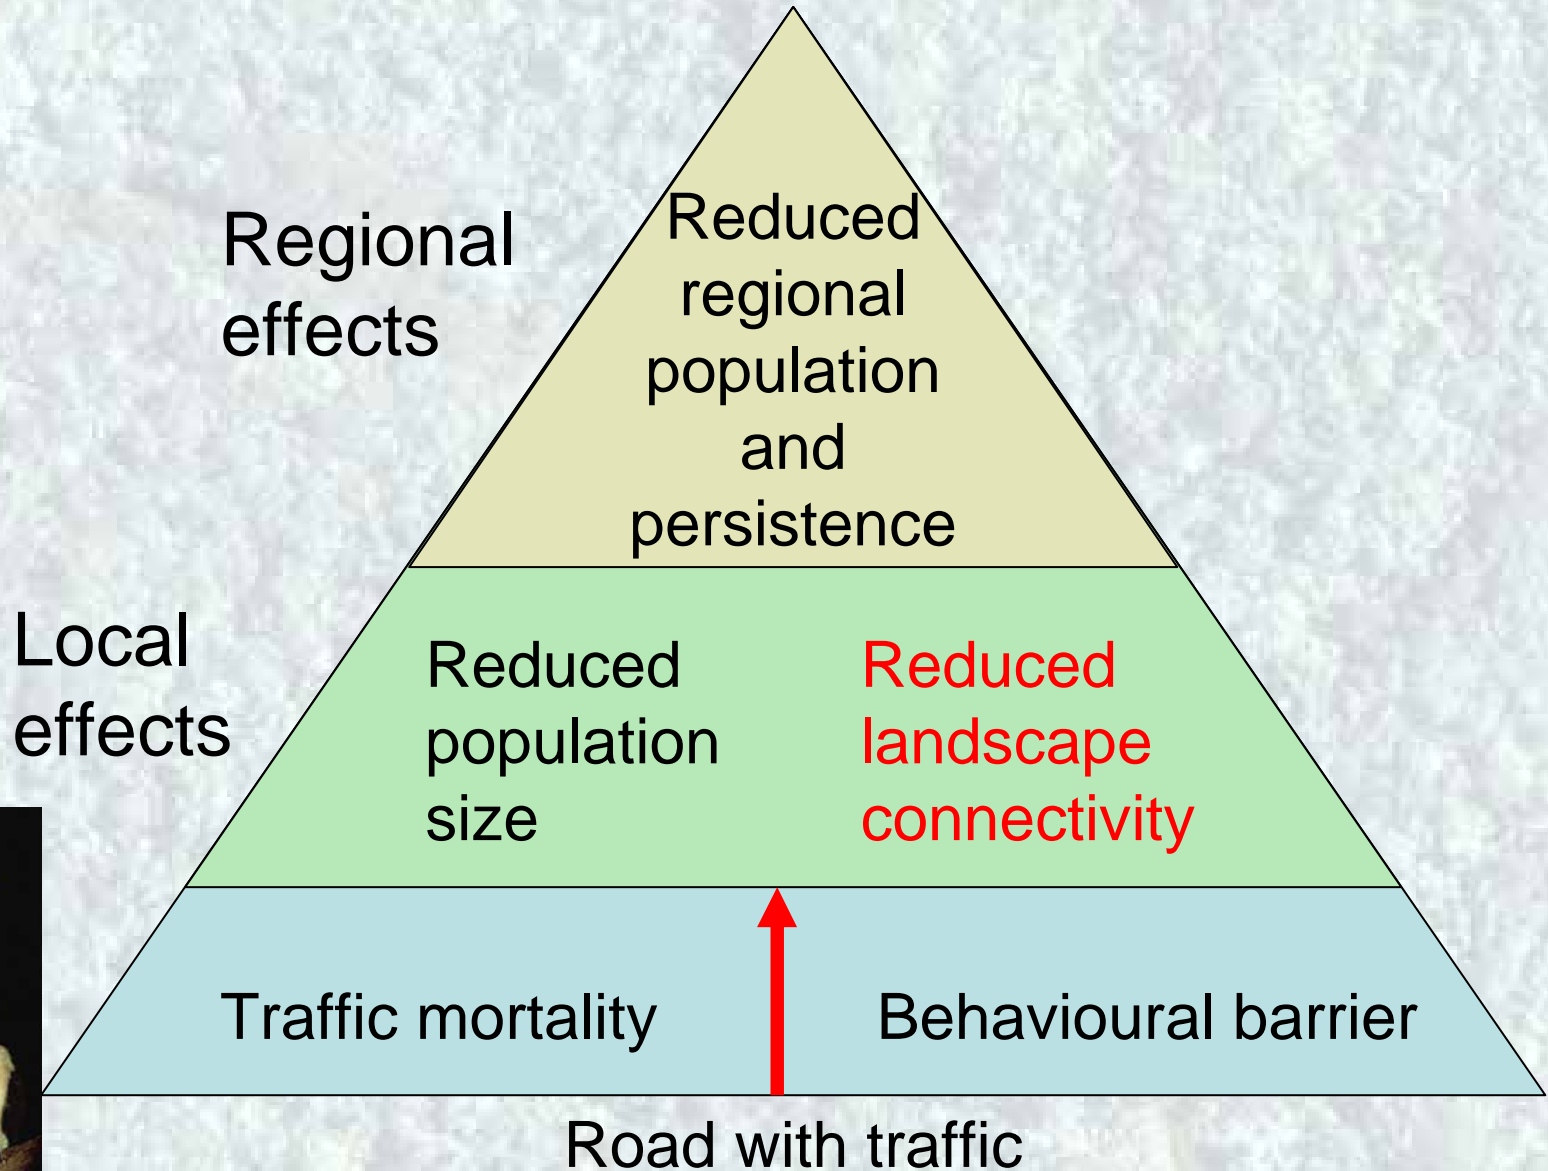 Regional
effects
Reduced
regional
population
and
persistence
Local
effects
Reduced
population
size
Reduced
landscape
connectivity
Traffic mortality
Behavioural barrier
Road with traffic